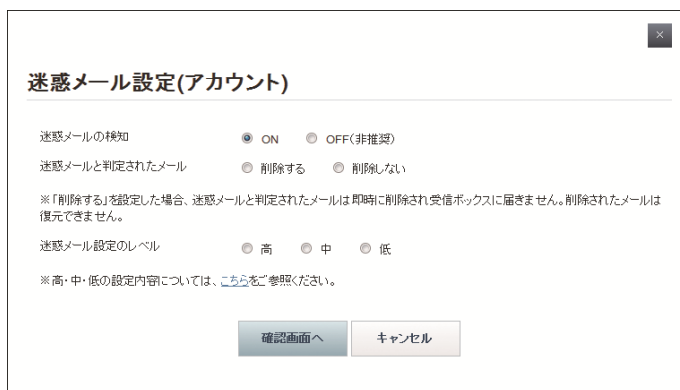 ×
迷惑メール設定(アカウント)
迷惑メールの検知 ON OFF(非推奨)
迷惑メールと判定されたメール 削除する 削除しない
※「削除する」を設定した場合、迷惑メールと判定されたメールは即時に削除され受信ボックスに届きません。削除されたメールは
復元できません。
迷惑メール設定のレベル 高 中 低
※高・中・低の設定内容については、こちらをご参照ください。
確認画面へ キャンセル